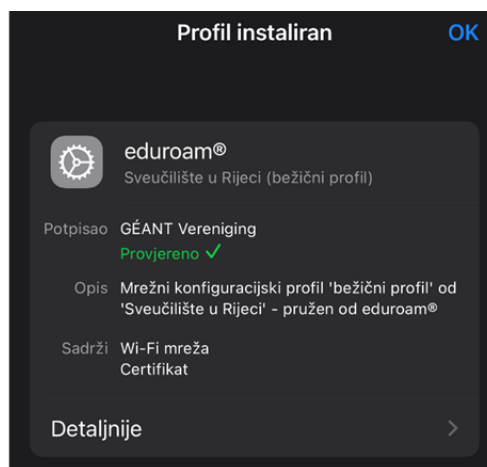 Profil instaliran OK
eduroam®
Sveučilište u Rijeci (bežični profil)
Potpisao GÉANT Vereniging
Provjereno ✓
Opis Mrežni konfiguracijski profil 'bežični profil' od
'Sveučilište u Rijeci' - pružen od eduroam®
Sadrži Wi-Fi mreža
Certifikat
Detaljnije